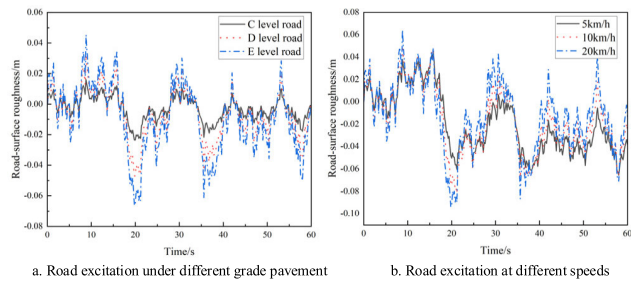 0.06
0.04
0.02
0.00
-0.02
-0.04
-0.06
-0.08
0 10 20 30 40 50 60
Road-surface roughness/m
Time/s
C level road
D level road
E level road
a. Road excitation under different grade pavement
0.08
0.06
0.04
0.02
0.00
-0.02
-0.04
-0.06
-0.08
-0.10
0 10 20 30 40 50 60
Road-surface roughness/m
Time/s
5km/h
10km/h
20km/h
b. Road excitation at different speeds